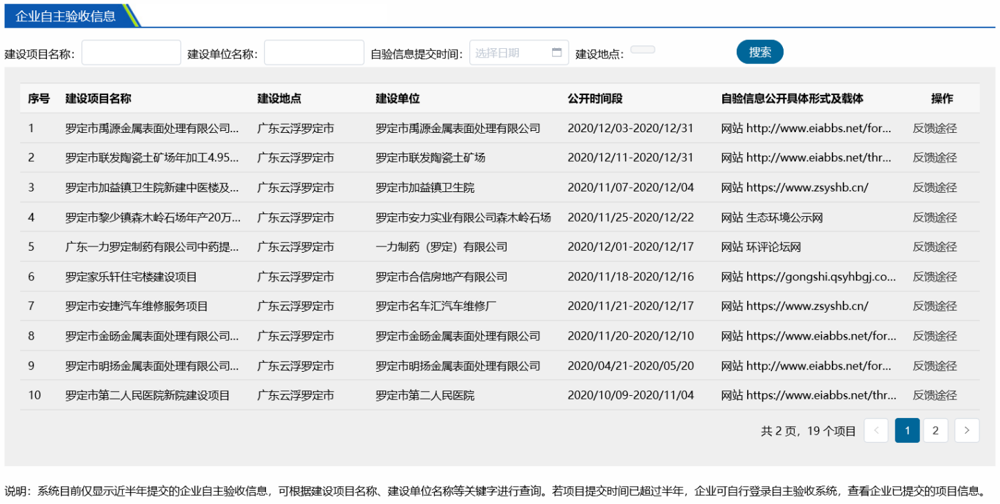 企业自主验收信息
建设项目名称： 建设单位名称： 自验信息提交时间： 选择日期 建设地点： 搜索
序号 建设项目名称 建设地点 建设单位 公开时间段 自验信息公开具体形式及载体 操作
1 罗定市禹源金属表面处理有限公司... 广东云浮罗定市 罗定市禹源金属表面处理有限公司 2020/12/03-2020/12/31 网站 http://www.eiabbs.net/for... 反馈途径
2 罗定市联发陶瓷土矿场年加工4.95... 广东云浮罗定市 罗定市联发陶瓷土矿场 2020/12/11-2020/12/31 网站 http://www.eiabbs.net/thr... 反馈途径
3 罗定市加益镇卫生院新建中医楼及... 广东云浮罗定市 罗定市加益镇卫生院 2020/11/07-2020/12/04 网站 https://www.zsyshb.cn/ 反馈途径
4 罗定市黎少镇森木岭石场年产20万... 广东云浮罗定市 罗定市安力实业有限公司森木岭石场 2020/11/25-2020/12/22 网站 生态环境公示网 反馈途径
5 广东一力罗定制药有限公司中药提... 广东云浮罗定市 一力制药（罗定）有限公司 2020/12/01-2020/12/17 网站 环评论坛网 反馈途径
6 罗定家乐轩住宅楼建设项目 广东云浮罗定市 罗定市合信房地产有限公司 2020/11/18-2020/12/16 网站 https://gongshi.qsyhbgj.co... 反馈途径
7 罗定市安捷汽车维修服务项目 广东云浮罗定市 罗定市名车汇汽车维修厂 2020/11/21-2020/12/17 网站 https://www.zsyshb.cn/ 反馈途径
8 罗定市金旸金属表面处理有限公司... 广东云浮罗定市 罗定市金旸金属表面处理有限公司 2020/11/20-2020/12/10 网站 https://www.eiabbs.net/for... 反馈途径
9 罗定市明扬金属表面处理有限公司... 广东云浮罗定市 罗定市明扬金属表面处理有限公司 2020/04/21-2020/05/20 网站 http://www.eiabbs.net/for... 反馈途径
10 罗定市第二人民医院新院建设项目 广东云浮罗定市 罗定市第二人民医院 2020/10/09-2020/11/04 网站 https://www.eiabbs.net/thr... 反馈途径
共 2 页，19 个项目 < 1 2 >
说明：系统目前仅显示近半年提交的企业自主验收信息，可根据建设项目名称、建设单位名称等关键字进行查询。若项目提交时间已超过半年，企业可自行登录自主验收系统，查看企业已提交的项目信息。